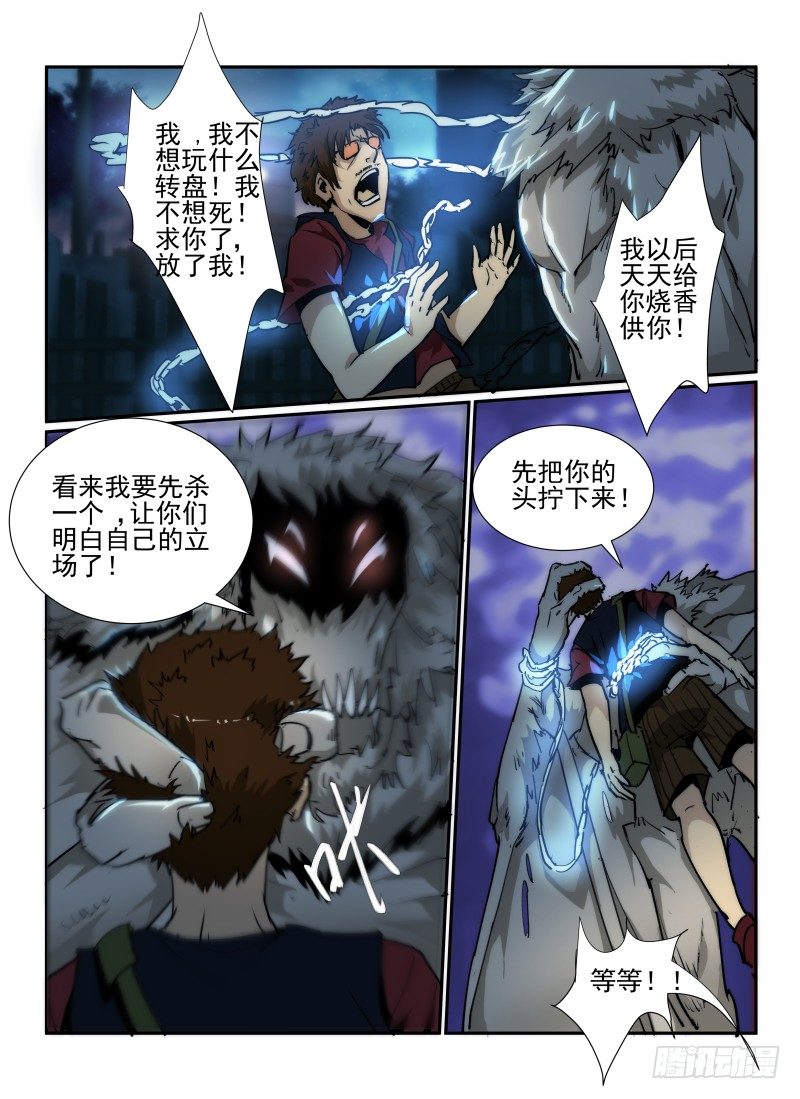 我,我不
想玩什么
转盘！我
不想死！
求你了,
放了我！
我以后
天天给
你烧香
供你！
看来我要先杀
一个,让你们
明白自己的立
场了！
先把你的
头拧下来！
咔
等等！！
腾讯动漫